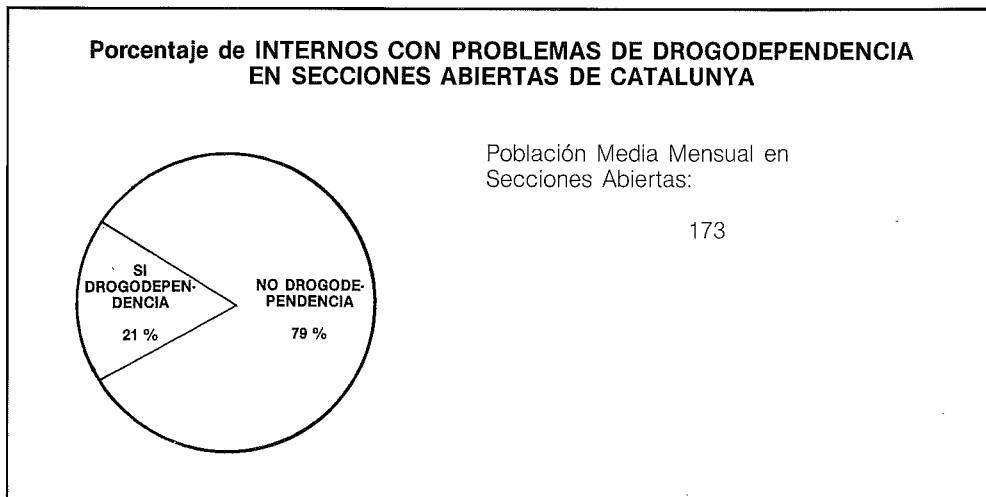 Porcentaje de INTERNOS CON PROBLEMAS DE DROGODEPENDENCIA
EN SECCIONES ABIERTAS DE CATALUNYA
Población Media Mensual en
Secciones Abiertas:
173
SI
DROGODEPEN-
DENCIA
21 %
NO DROGODE-
PENDENCIA
79 %